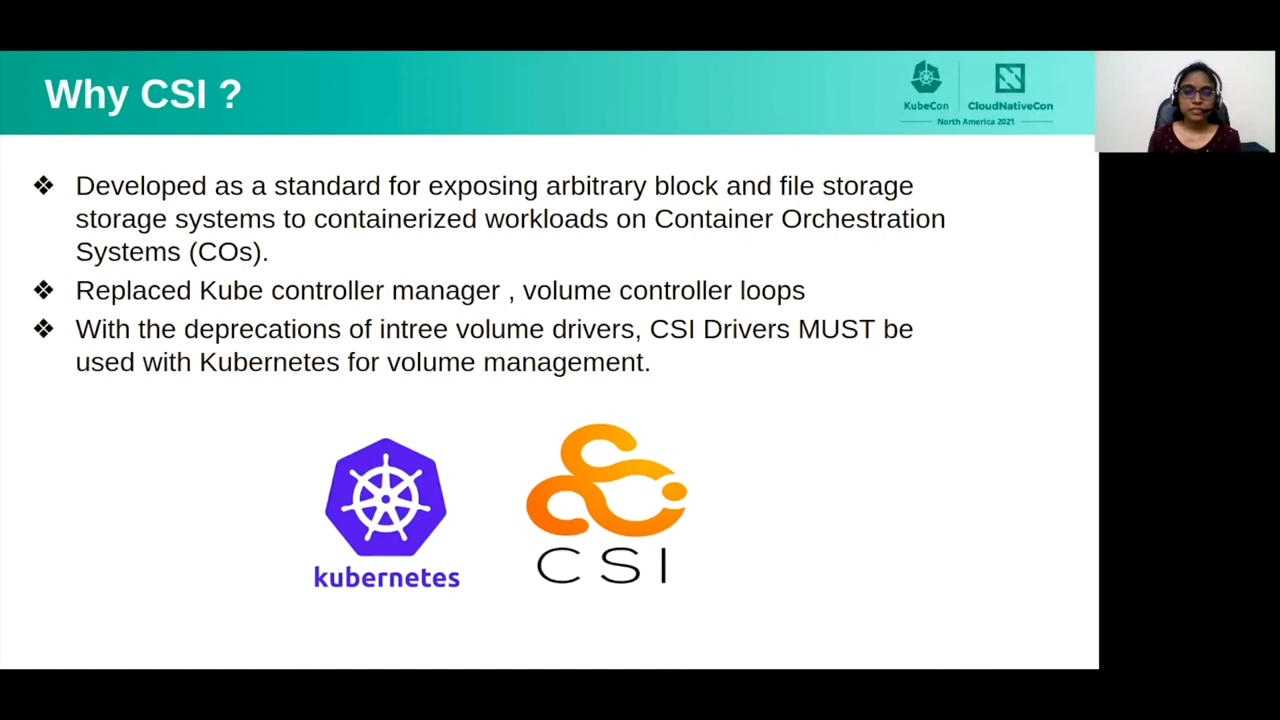 Why CSI ?
KubeCon
CloudNativeCon
North America 2021
❖ Developed as a standard for exposing arbitrary block and file storage
storage systems to containerized workloads on Container Orchestration
Systems (COs).
❖ Replaced Kube controller manager , volume controller loops
❖ With the deprecations of intree volume drivers, CSI Drivers MUST be
used with Kubernetes for volume management.
kubernetes
CSI